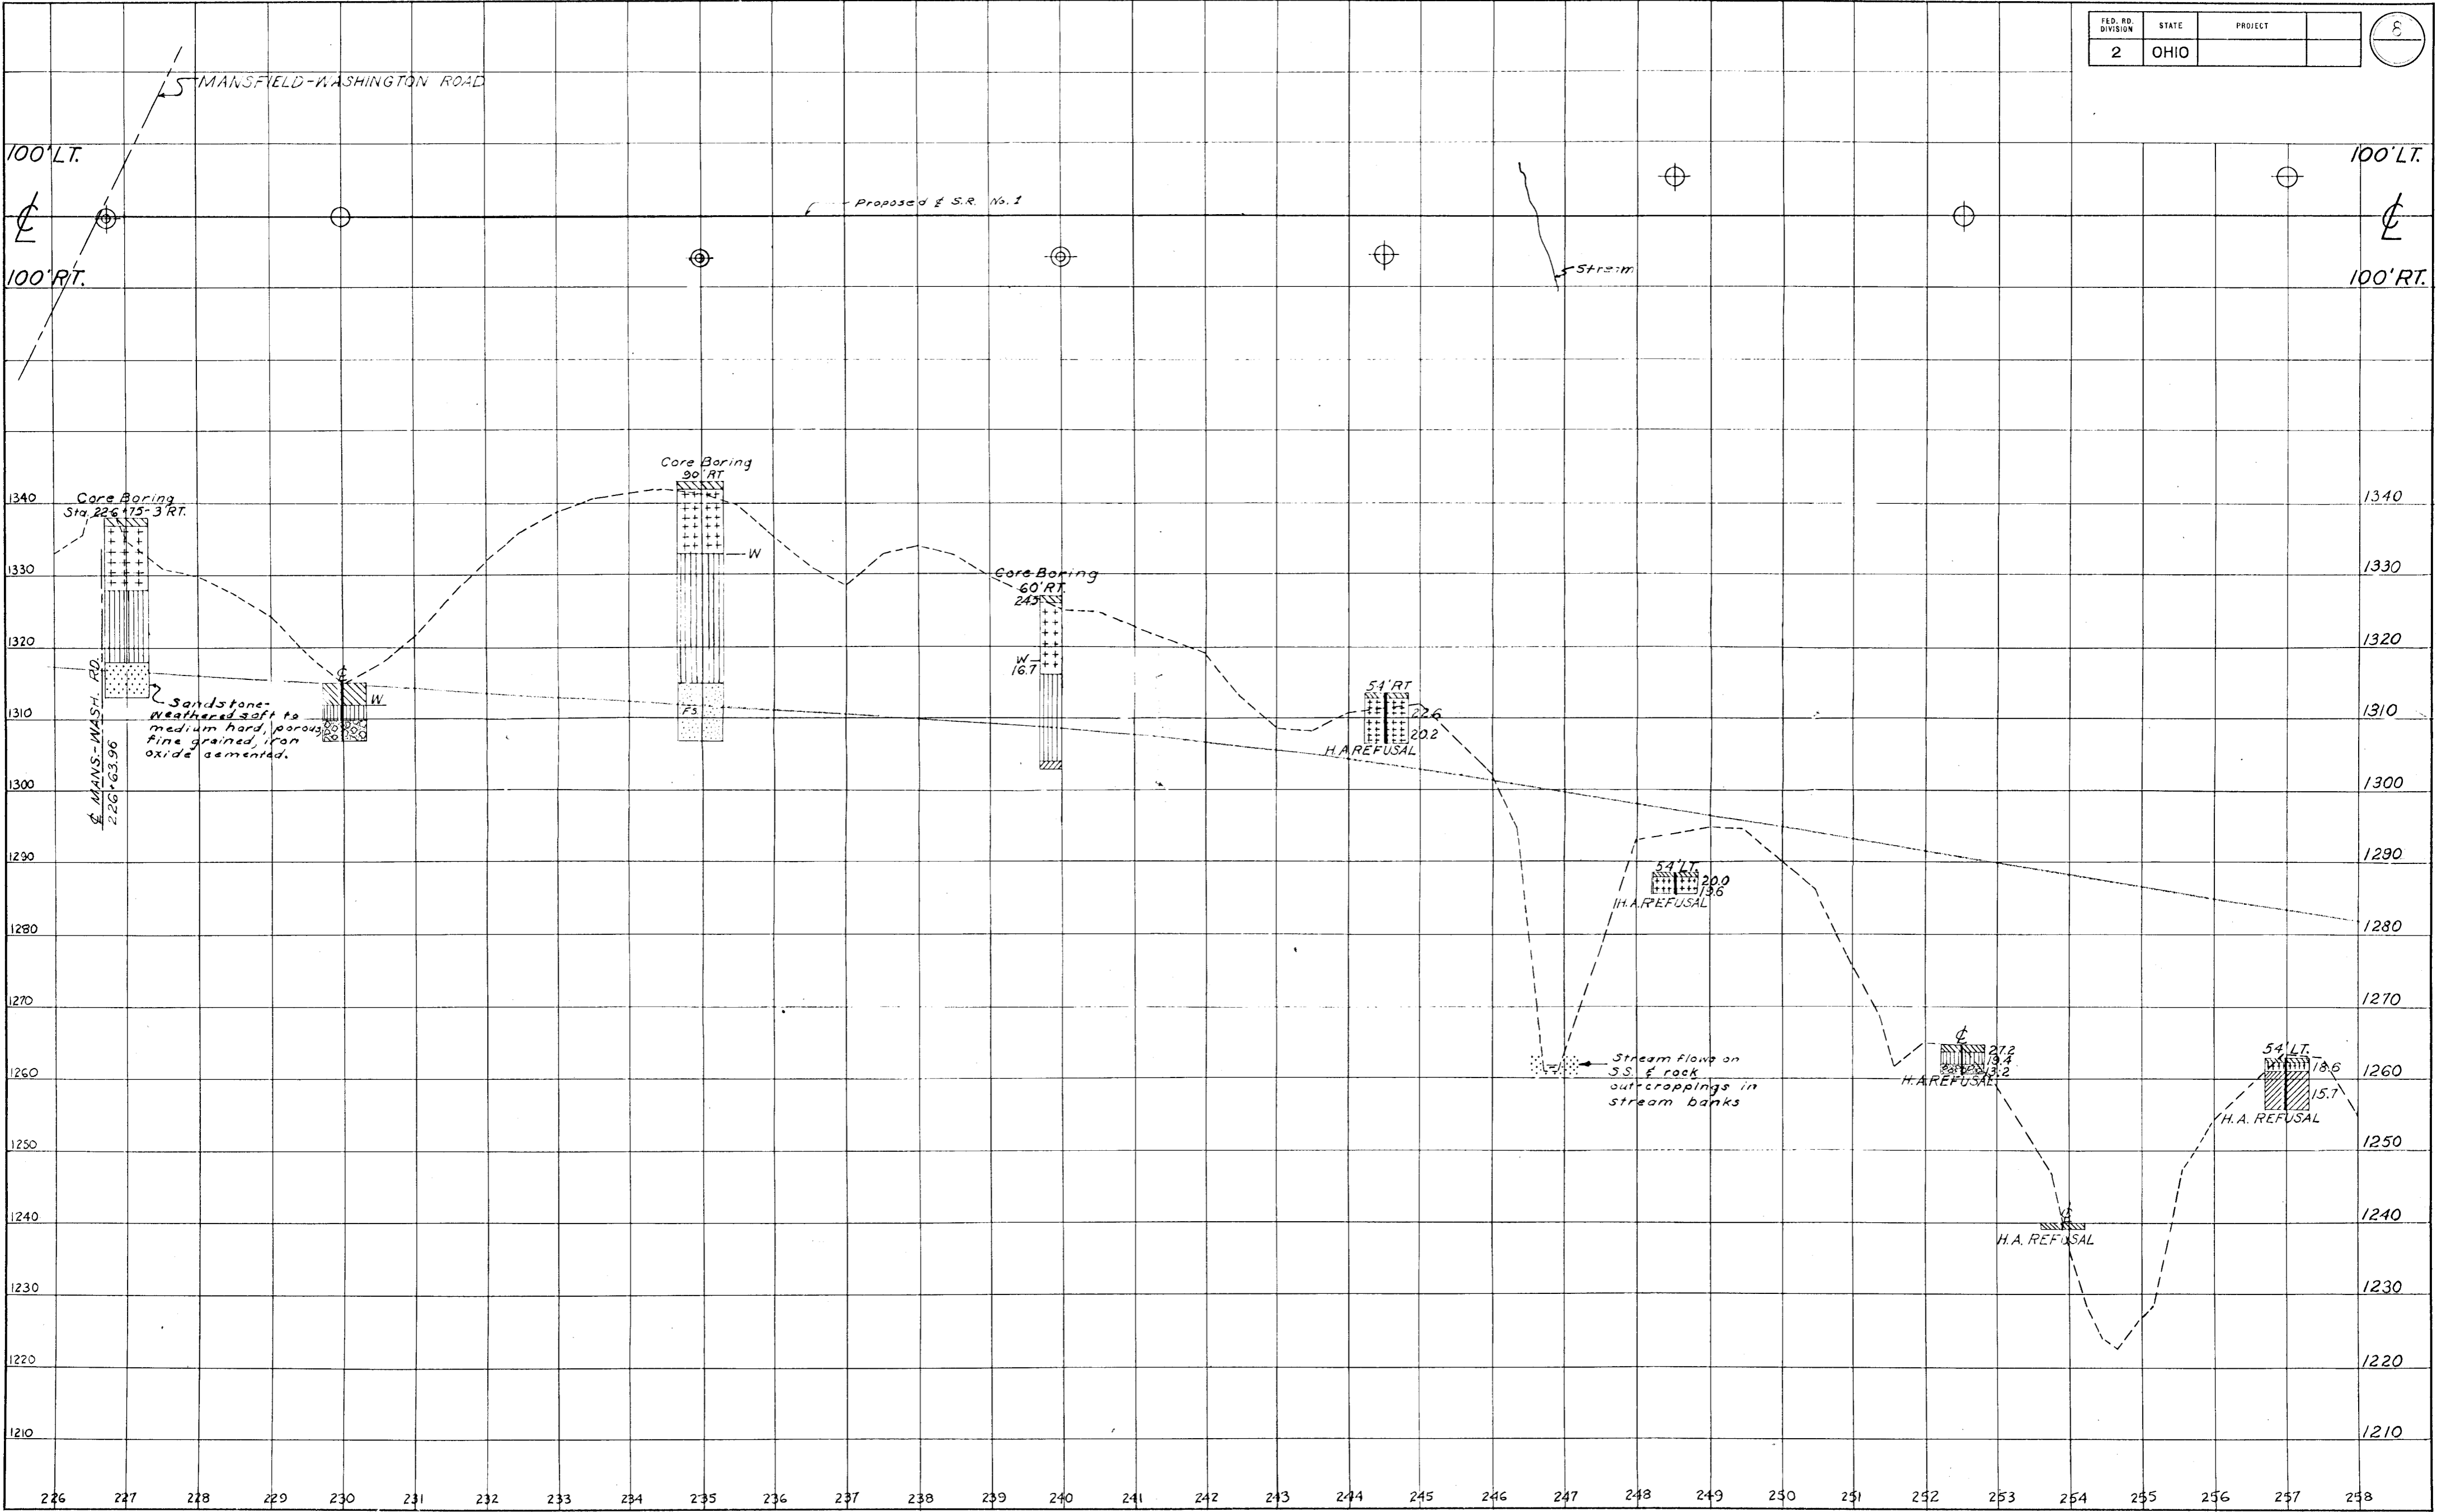 FED. RD. DIVISION STATE PROJECT
2 OHIO
8
MANSFIELD-WASHINGTON ROAD
100' LT.
100' LT.
℄
Proposed ℄ S.R. No. 1
℄
100' RT.
Stream
100' RT.
Core Boring
90' RT
1340
Core Boring
Sta. 226+75-3' RT.
1340
W
1330
Core Boring
60' RT.
24.5
1330
1320
W
16.7
1320
℄
W
54' RT
22.6
20.2
H.A. REFUSAL
1310
F.S.
1310
Sandstone-
weathered soft to
medium hard, porous,
fine grained, iron
oxide cemented.
℄ MANS.-WASH. RD.
226+63.96
1300
1300
1290
1290
54' LT.
20.0
19.6
H.A. REFUSAL
1280
1280
1270
1270
Stream flows on
S.S. & rock
out-croppings in
stream banks
℄
27.2
19.4
13.2
H.A. REFUSAL
54' LT.
18.6
15.7
H.A. REFUSAL
1260
1260
1250
1250
1240
1240
℄
H.A. REFUSAL
1230
1230
1220
1220
1210
1210
226 227 228 229 230 231 232 233 234 235 236 237 238 239 240 241 242 243 244 245 246 247 248 249 250 251 252 253 254 255 256 257 258